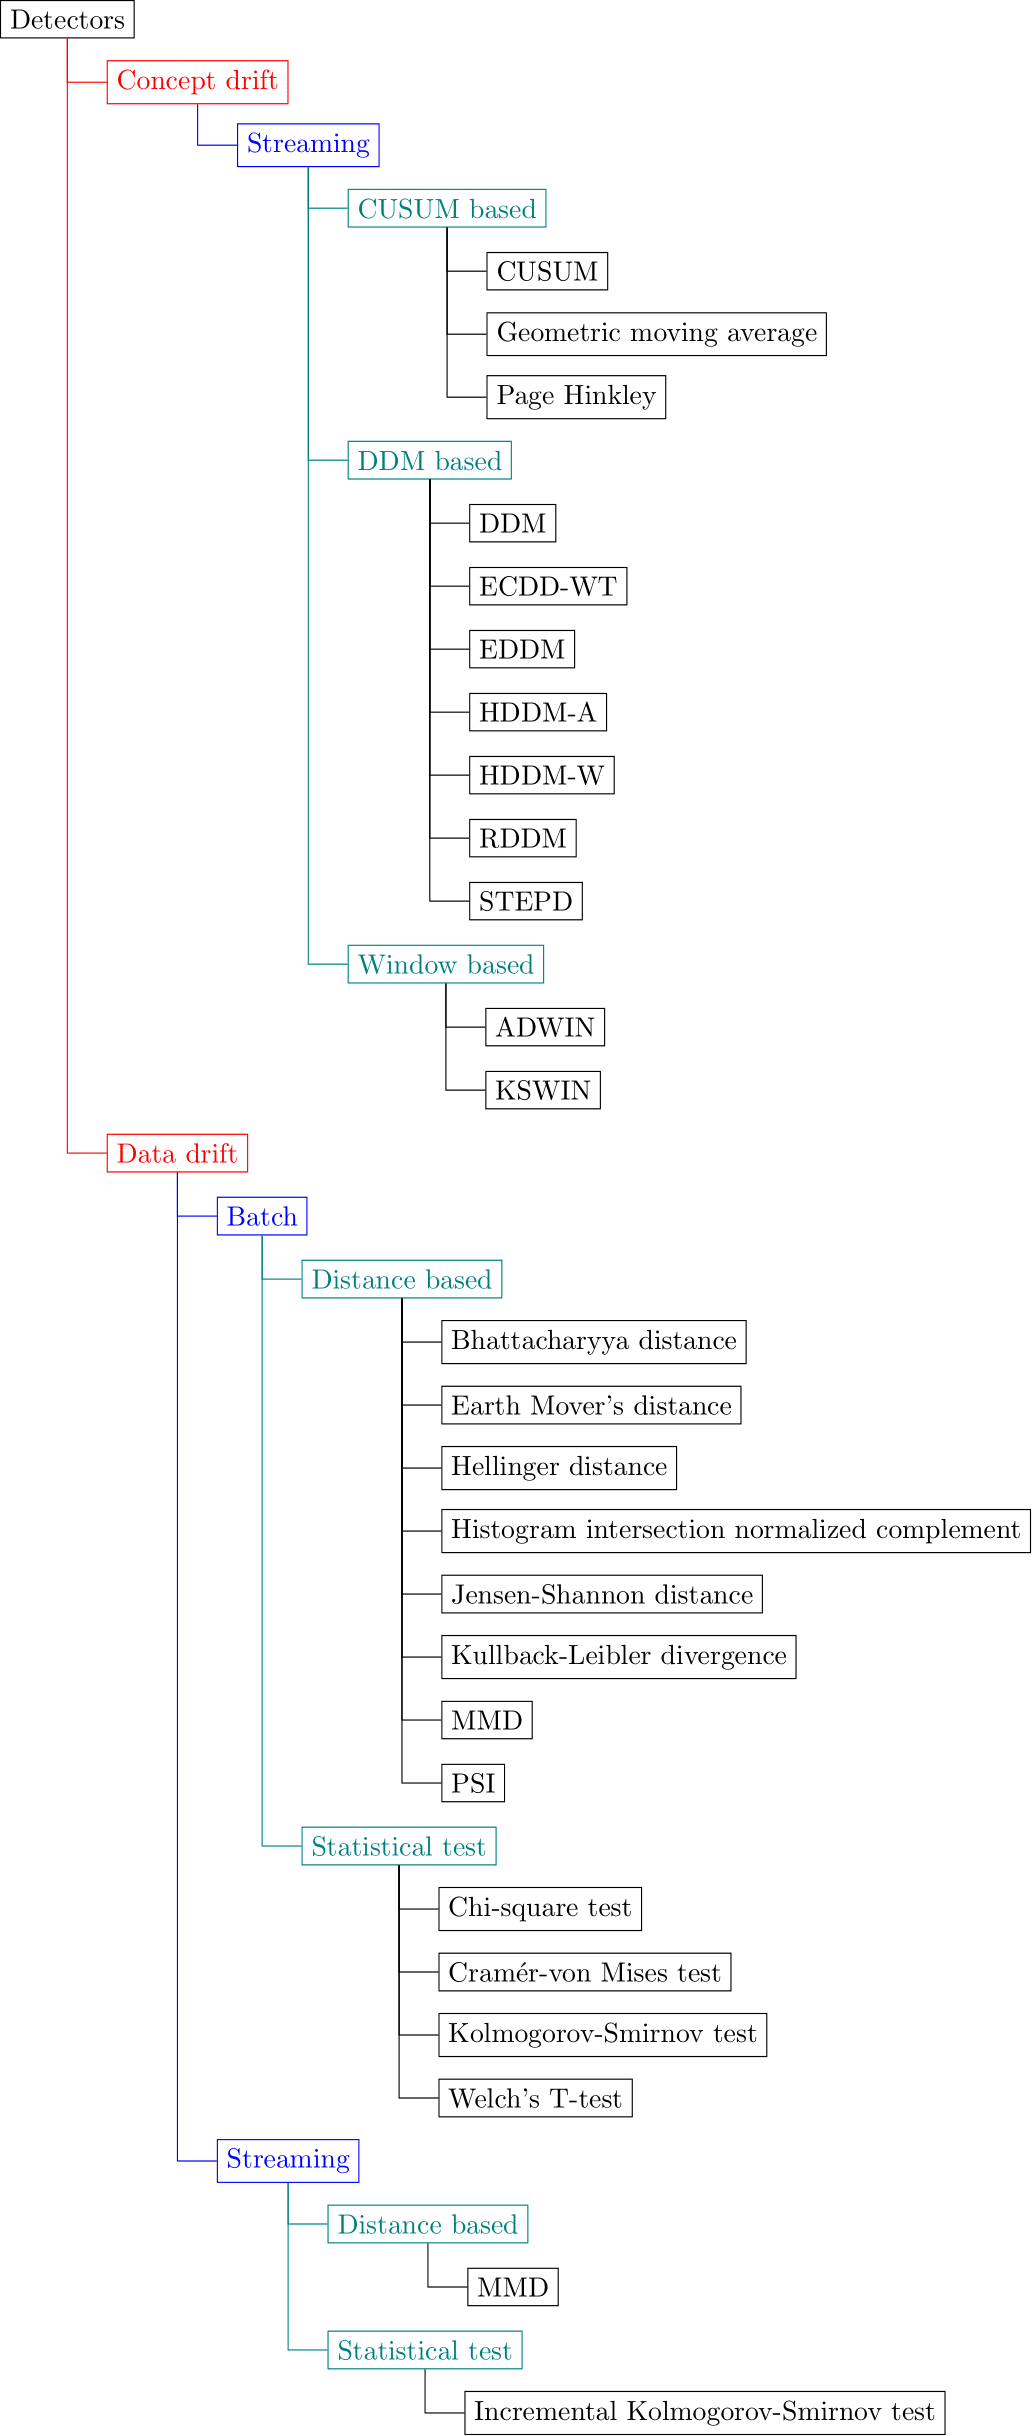 Detectors
Concept drift
Streaming
CUSUM based
CUSUM
Geometric moving average
Page Hinkley
DDM based
DDM
ECDD-WT
EDDM
HDDM-A
HDDM-W
RDDM
STEPD
Window based
ADWIN
KSWIN
Data drift
Batch
Distance based
Bhattacharyya distance
Earth Mover's distance
Hellinger distance
Histogram intersection normalized complement
Jensen-Shannon distance
Kullback-Leibler divergence
MMD
PSI
Statistical test
Chi-square test
Cramér-von Mises test
Kolmogorov-Smirnov test
Welch's T-test
Streaming
Distance based
MMD
Statistical test
Incremental Kolmogorov-Smirnov test